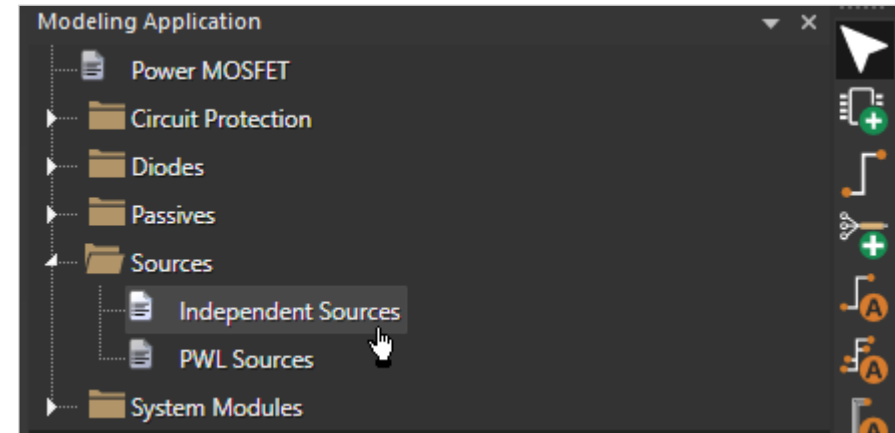 Modeling Application
Power MOSFET
Circuit Protection
Diodes
Passives
Sources
Independent Sources
PWL Sources
System Modules
A
A